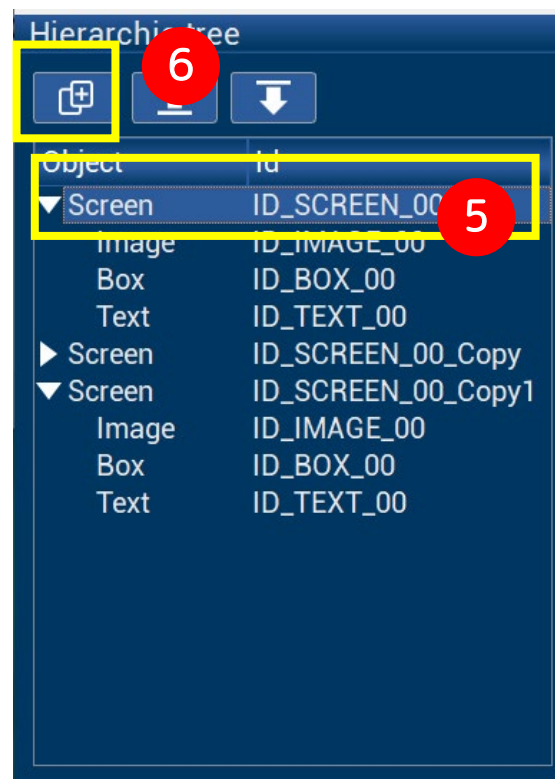 Hierarchic tree
6
Object Id
Screen ID_SCREEN_00
5
Image ID_IMAGE_00
Box ID_BOX_00
Text ID_TEXT_00
Screen ID_SCREEN_00_Copy
Screen ID_SCREEN_00_Copy1
Image ID_IMAGE_00
Box ID_BOX_00
Text ID_TEXT_00